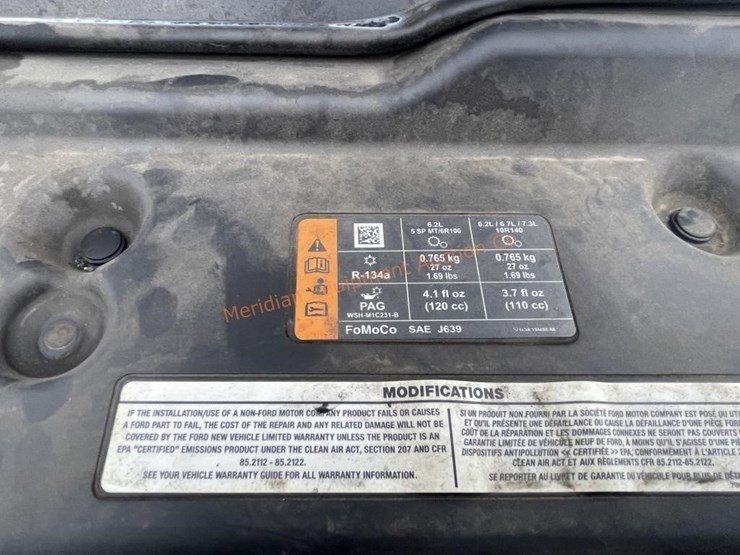 6.2L
5 SP MT/6R100
6.2L / 6.7L / 7.3L
10R140
R-134a
0.765 kg
27 oz
1.69 lbs
0.765 kg
27 oz
1.69 lbs
PAG
WSH-M1C231-B
4.1 fl oz
(120 cc)
3.7 fl oz
(110 cc)
FoMoCo SAE J639
Meridian Equipment Auction
MODIFICATIONS
IF THE INSTALLATION/USE OF A NON-FORD MOTOR COMPANY PART FAILS OR CAUSES
A FORD PART TO FAIL, THE COST OF THE REPAIR AND ANY RELATED DAMAGE WILL NOT BE
COVERED BY THE FORD NEW VEHICLE LIMITED WARRANTY UNLESS THE PRODUCT IS AN
EPA "CERTIFIED" EMISSIONS PRODUCT UNDER THE CLEAN AIR ACT, SECTION 207 AND CFR
85.2112 - 85.2122.
SEE YOUR VEHICLE WARRANTY GUIDE FOR ALL WARRANTY INFORMATION.
SI UN PRODUIT NON FOURNI PAR LA SOCIÉTÉ FORD MOTOR COMPANY EST POSÉ OU
ET QU'IL PRÉSENTE UNE DÉFAILLANCE OU CAUSE LA DÉFAILLANCE D'UNE PIÈCE
COÛT DE LA RÉPARATION ET LES DOMMAGES CONNEXES NE SERONT PAS COUVERTS
GARANTIE LIMITÉE DE VÉHICULE NEUF DE FORD, À MOINS QU'IL S'AGISSE D'UNE
DISPOSITIFS ANTIPOLLUTION << CERTIFIÉE >> EPA, CONFORMÉMENT À L'ARTICLE
CLEAN AIR ET AUX RÈGLEMENTS CFR 85.2112-85.2122.
SE REPORTER AU LIVRET DE GARANTIE DU VÉHICULE POUR PLUS DE